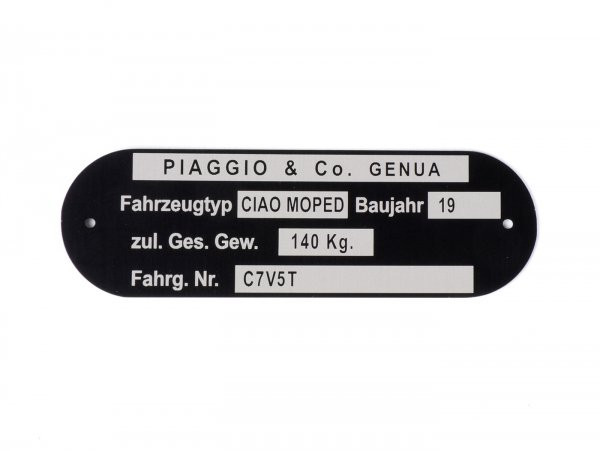 PIAGGIO & Co. GENUA
Fahrzeugtyp CIAO MOPED Baujahr 19
zul. Ges. Gew. 140 Kg.
Fahrg. Nr. C7V5T